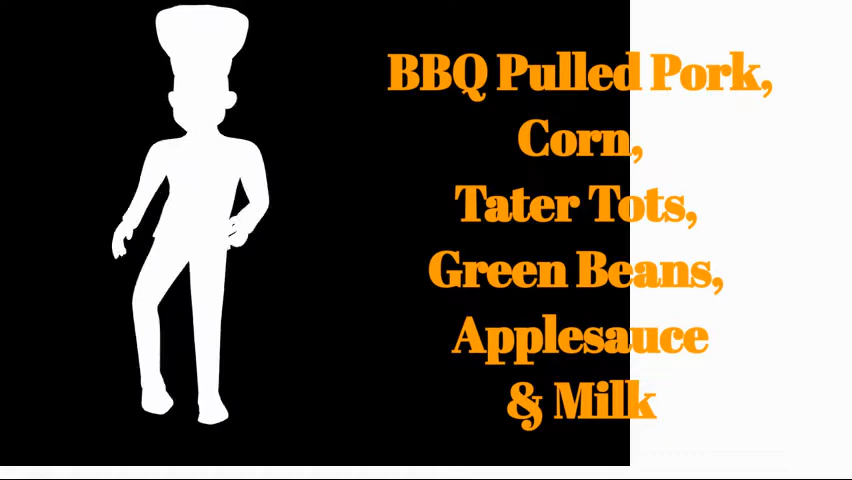 BBQ Pulled Pork,
Corn,
Tater Tots,
Green Beans,
Applesauce
& Milk